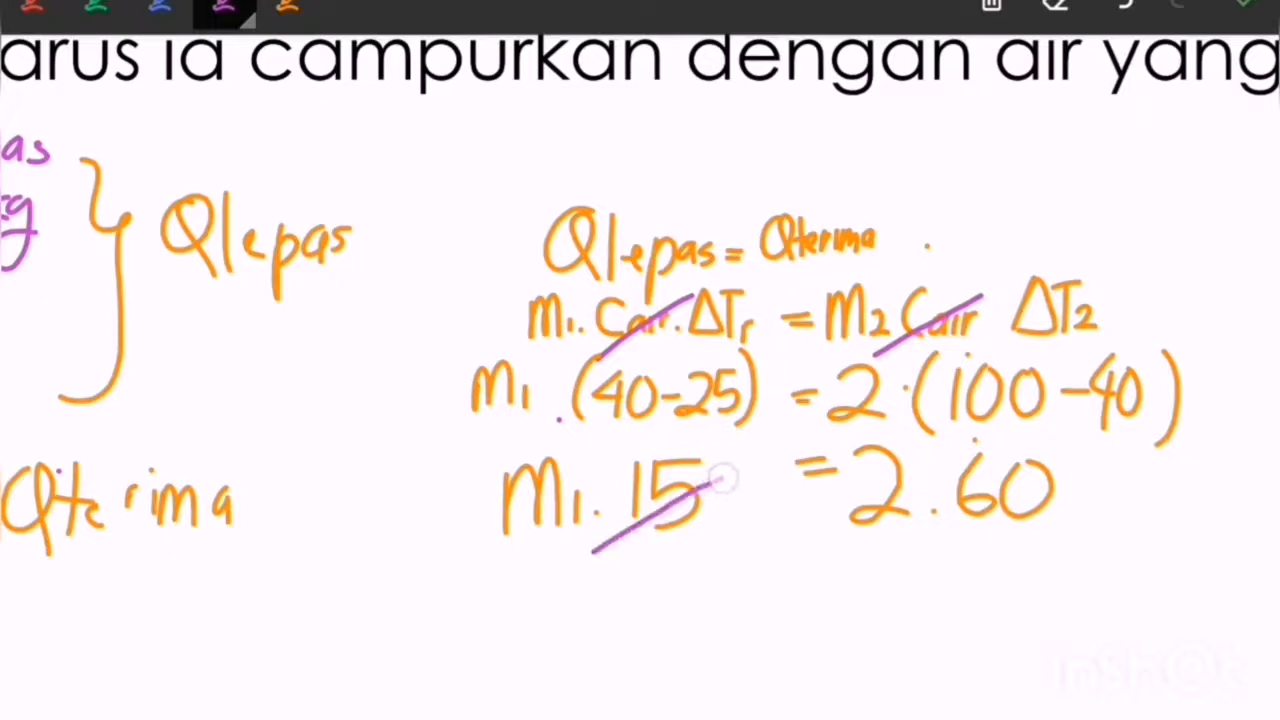 arus ia campurkan dengan air yang
as
Qlepas
Qlepas = Qterima
m1. Cair. ΔT1 = M2 Cair ΔT2
M1 . (40-25) = 2 . (100-40)
Qterima
M1. 15 = 2.60
InShOt